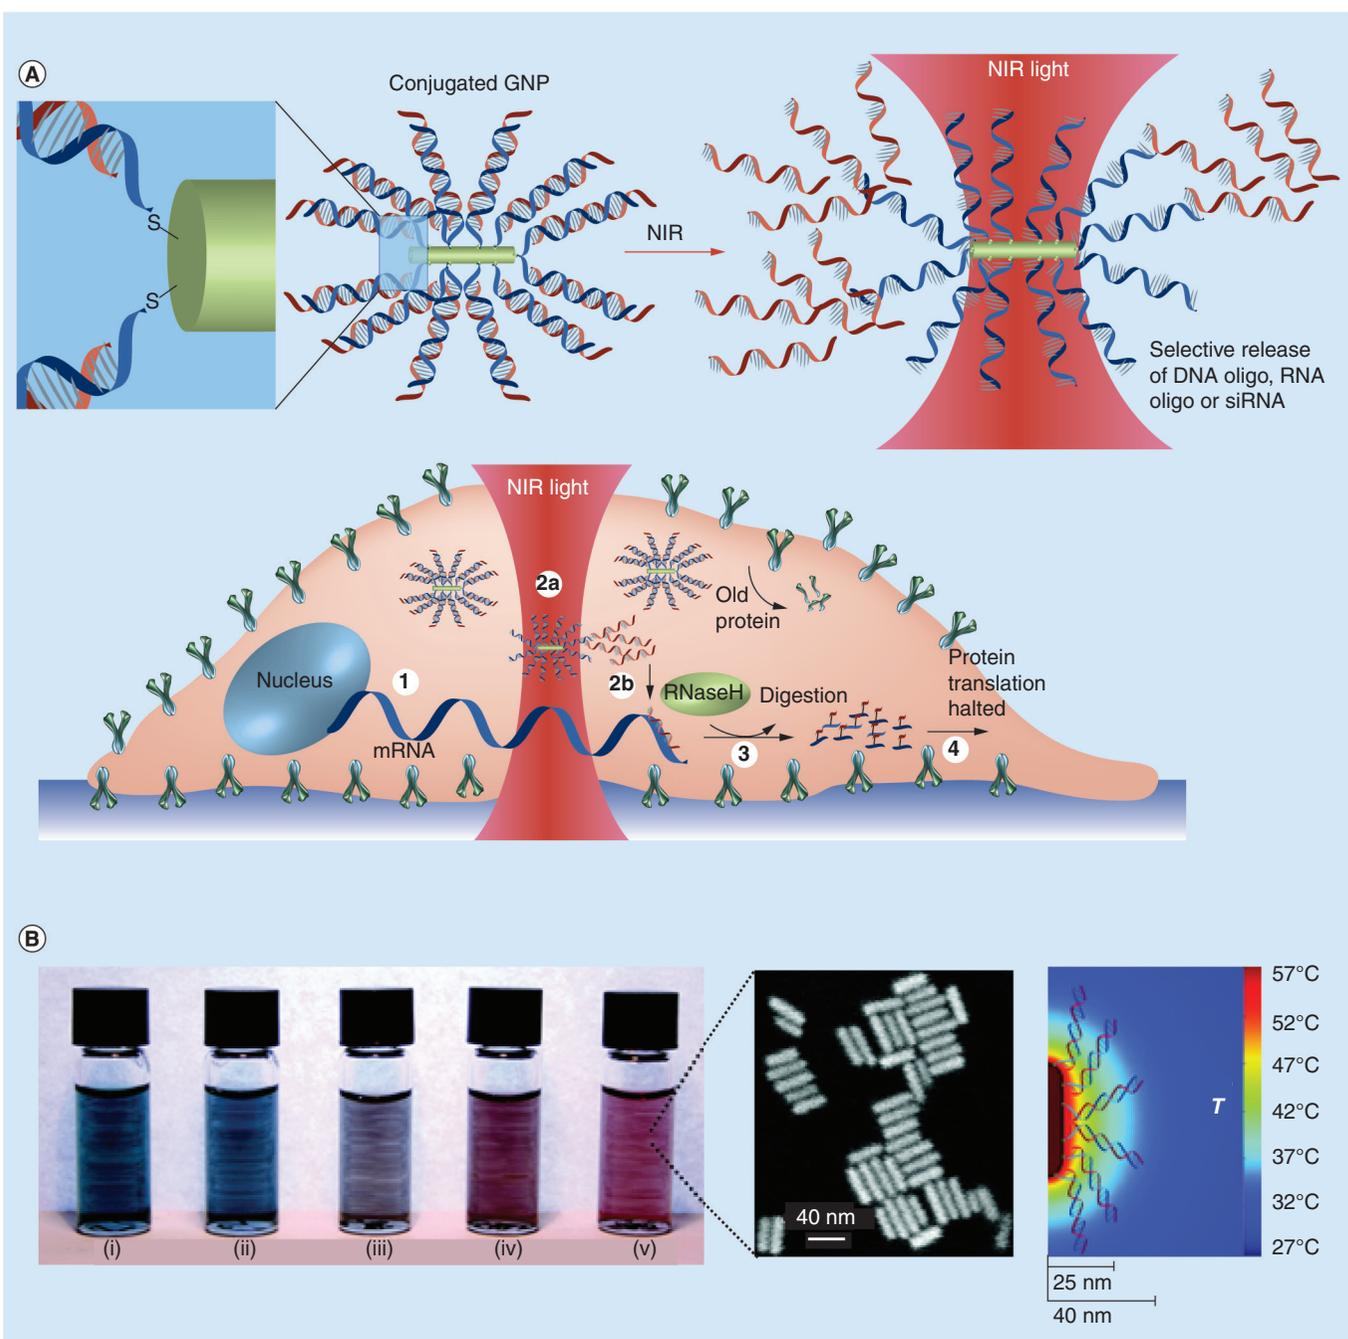 A
Conjugated GNP
NIR light
S
S
NIR
Selective release
of DNA oligo, RNA
oligo or siRNA
NIR light
2a
Old
protein
Nucleus
1
2b
RNaseH
Digestion
Protein
translation
halted
mRNA
3
4
B
(i)
(ii)
(iii)
(iv)
(v)
40 nm
T
57°C
52°C
47°C
42°C
37°C
32°C
27°C
25 nm
40 nm